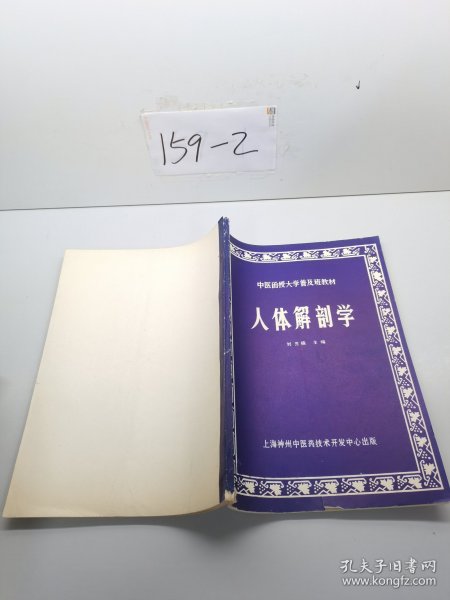 159-2
中医函授大学普及班教材
人体解剖学
主编
上海神州中医药技术开发中心出版
孔夫子旧书网
www.kongfz.com